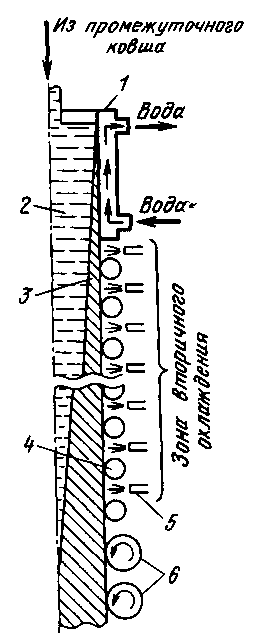 Из промежуточного
ковша
1
Вода
2
Вода
3
Зона вторичного
охлаждения
4
5
6